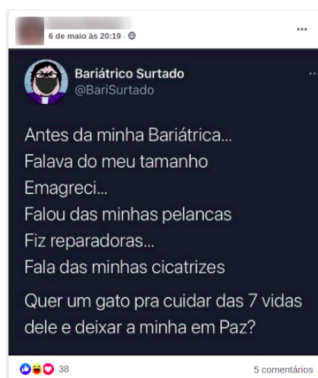 6 de maio às 20:19 ·
Bariátrico Surtado
@BariSurtado
Antes da minha Bariátrica...
Falava do meu tamanho
Emagreci...
Falou das minhas pelancas
Fiz reparadoras...
Fala das minhas cicatrizes
Quer um gato pra cuidar das 7 vidas
dele e deixar a minha em Paz?
38
5 comentários